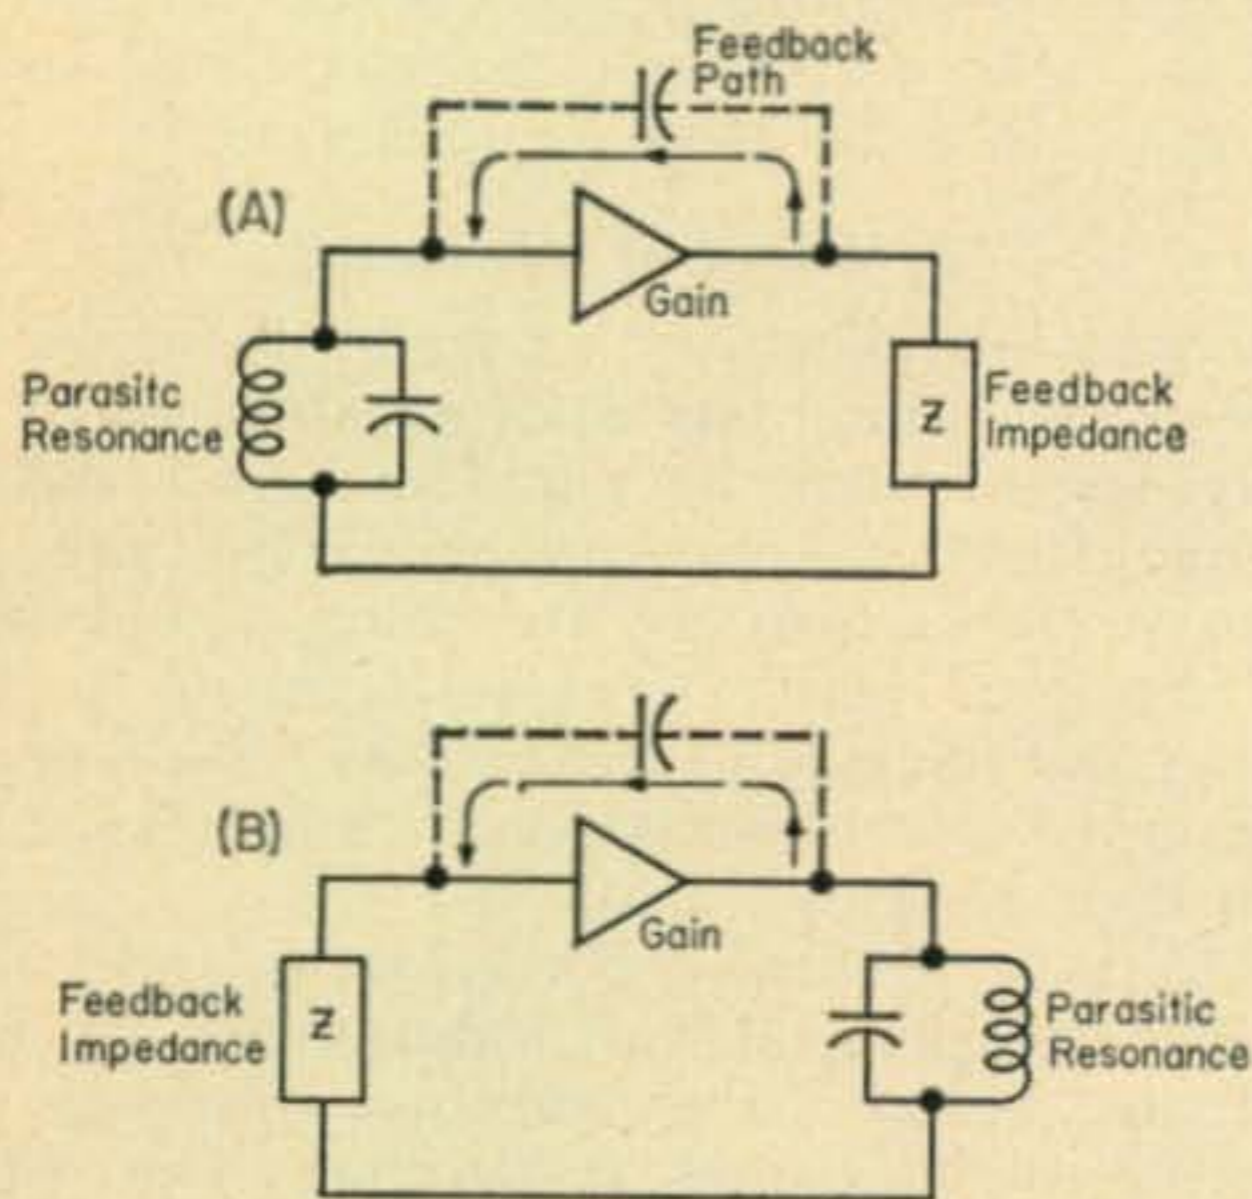 Feedback
Path
(A)
Gain
Parasitc
Resonance
Z
Feedback
Impedance
(B)
Gain
Feedback
Impedance
Z
Parasitic
Resonance